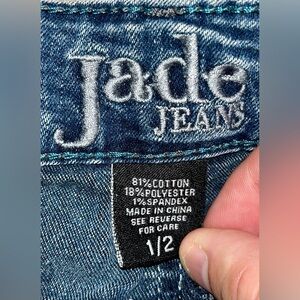 Jade
JEANS
81%COTTON
18%POLYESTER
1%SPANDEX
MADE IN CHINA
SEE REVERSE
FOR CARE
1/2